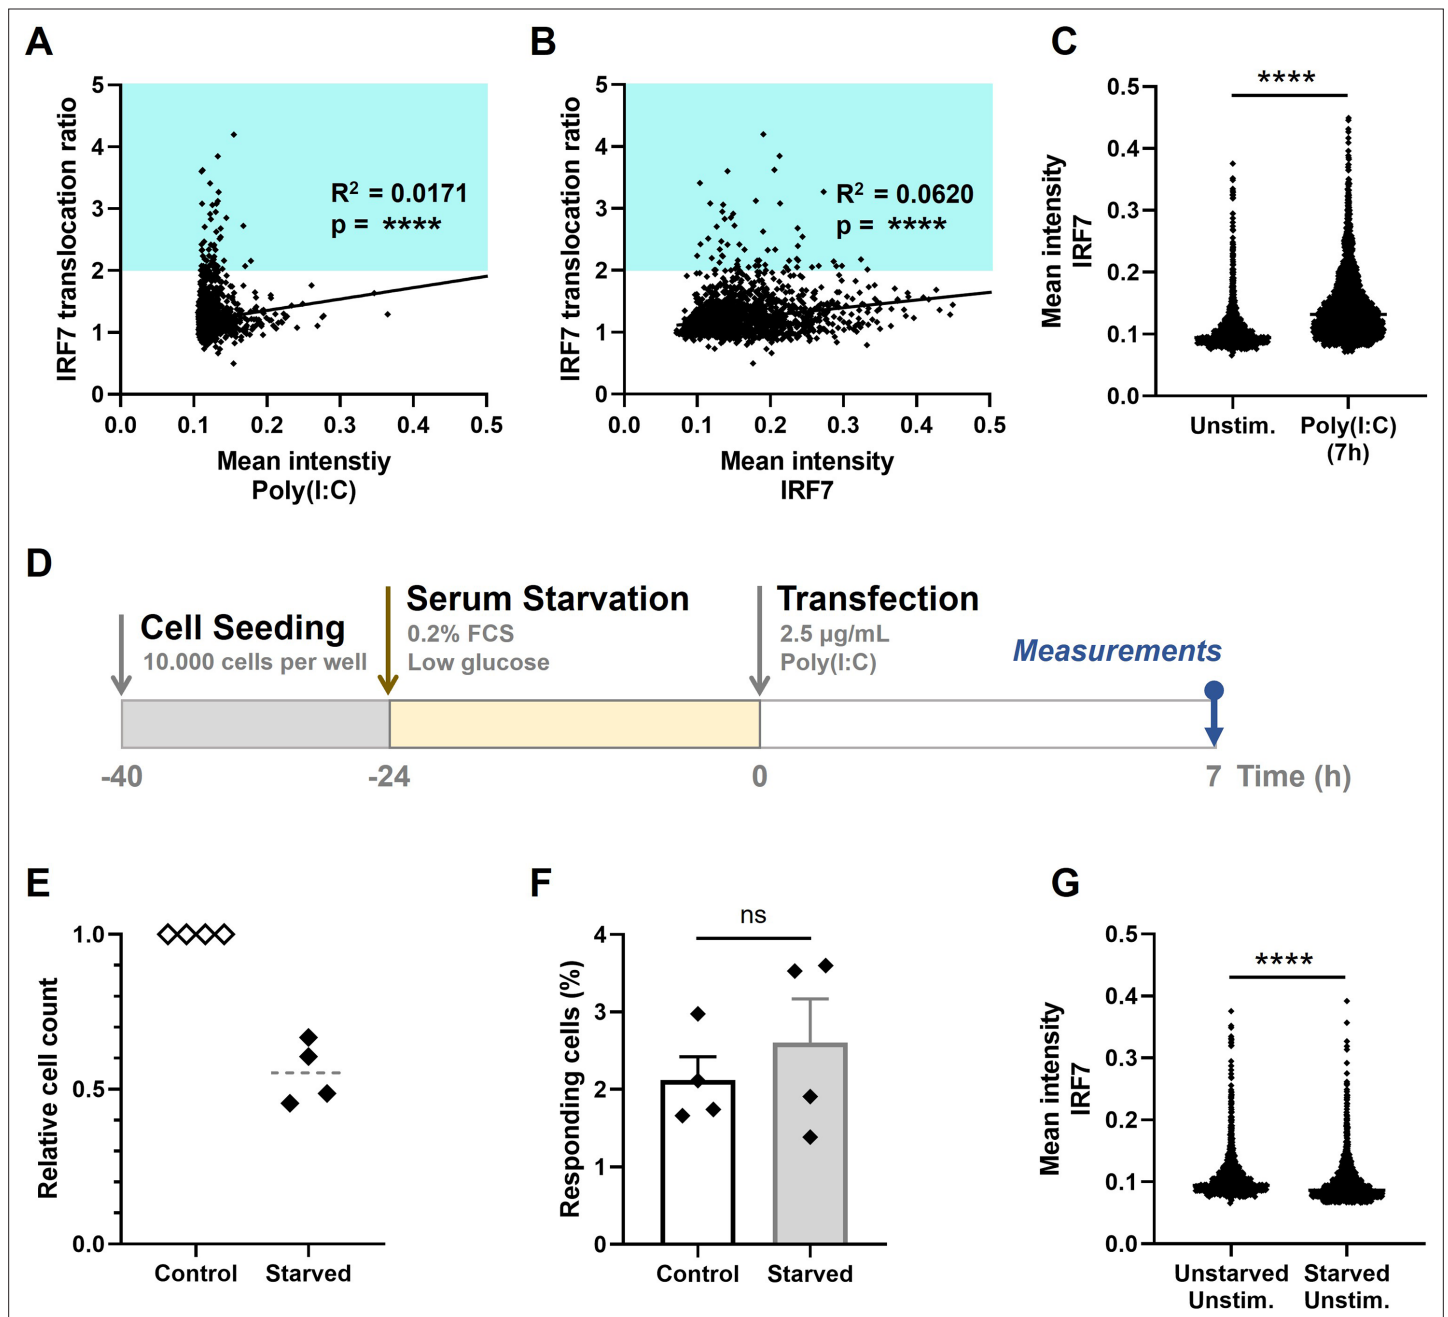 A
IRF7 translocation ratio
5
4
3
2
1
0
R² = 0.0171
p = ****
0.0 0.1 0.2 0.3 0.4 0.5
Mean intenstiy
Poly(I:C)
B
IRF7 translocation ratio
5
4
3
2
1
0
R² = 0.0620
p = ****
0.0 0.1 0.2 0.3 0.4 0.5
Mean intensity
IRF7
C
Mean intensity
IRF7
0.5
0.4
0.3
0.2
0.1
0.0
****
Unstim. Poly(I:C)
(7h)
D
Cell Seeding
10.000 cells per well
Serum Starvation
0.2% FCS
Low glucose
Transfection
2.5 µg/mL
Poly(I:C)
Measurements
-40 -24 0 7 Time (h)
E
Relative cell count
1.0
0.5
0.0
Control Starved
F
Responding cells (%)
4
3
2
1
0
ns
Control Starved
G
Mean intensity
IRF7
0.5
0.4
0.3
0.2
0.1
0.0
****
Unstarved Starved
Unstim. Unstim.